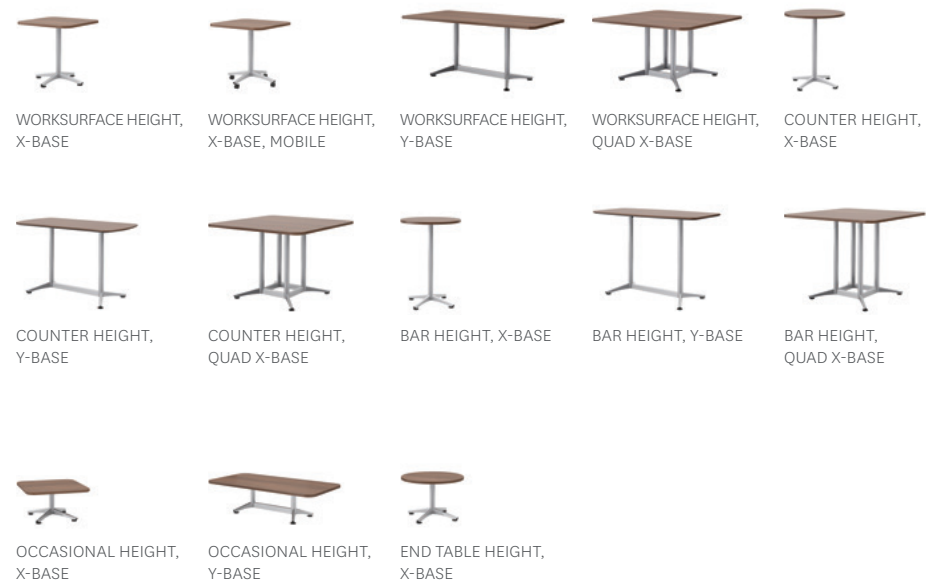 WORKSURFACE HEIGHT,
X-BASE
WORKSURFACE HEIGHT,
X-BASE, MOBILE
WORKSURFACE HEIGHT,
Y-BASE
WORKSURFACE HEIGHT,
QUAD X-BASE
COUNTER HEIGHT,
X-BASE
COUNTER HEIGHT,
Y-BASE
COUNTER HEIGHT,
QUAD X-BASE
BAR HEIGHT, X-BASE
BAR HEIGHT, Y-BASE
BAR HEIGHT,
QUAD X-BASE
OCCASIONAL HEIGHT,
X-BASE
OCCASIONAL HEIGHT,
Y-BASE
END TABLE HEIGHT,
X-BASE